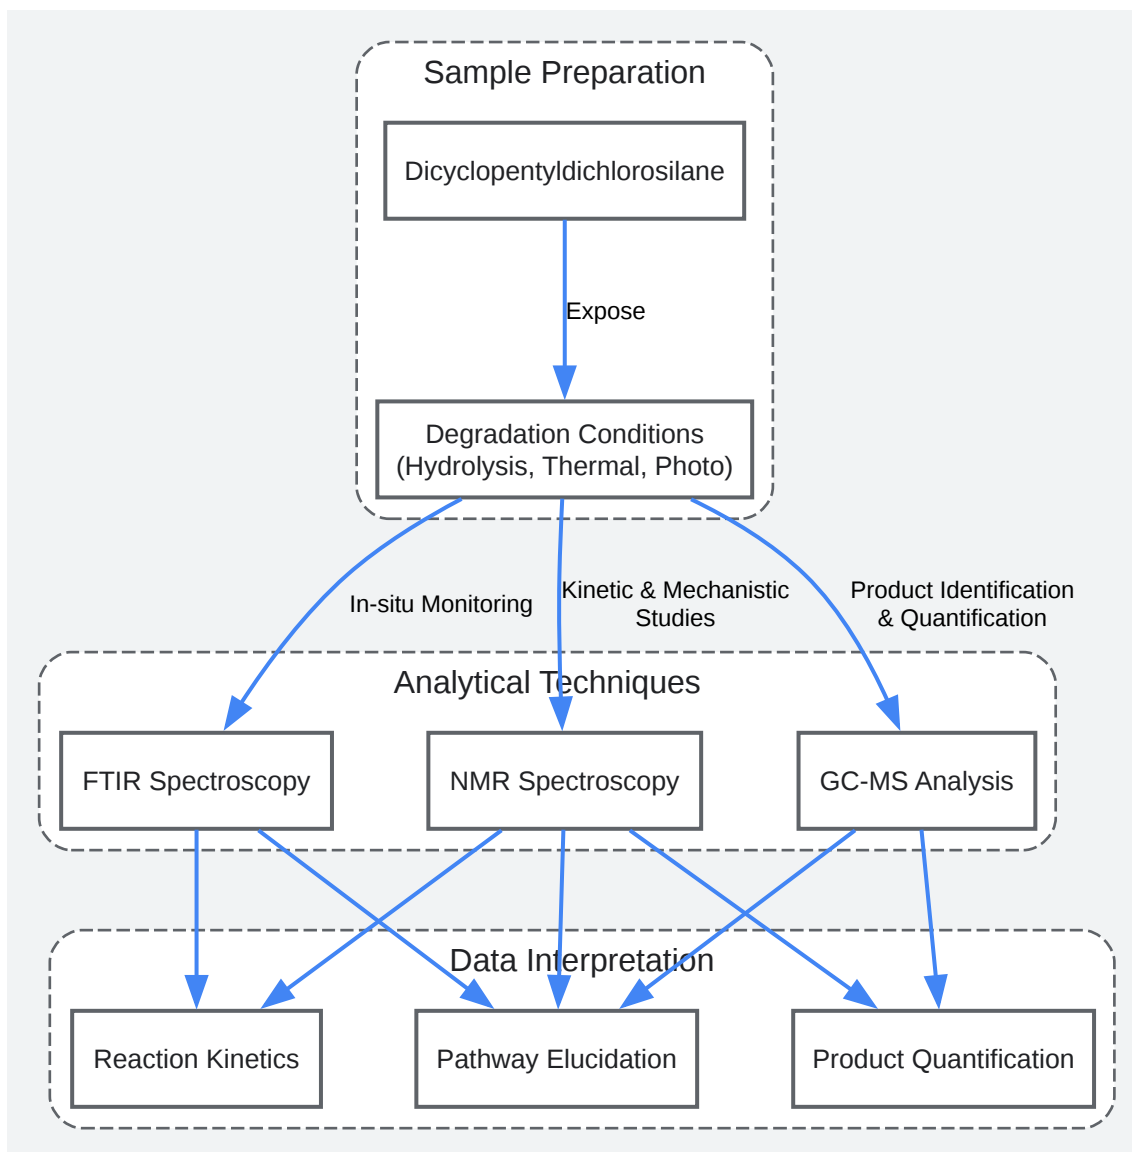 Sample Preparation
Dicyclopentyldichlorosilane
Expose
Degradation Conditions
(Hydrolysis, Thermal, Photo)
In-situ Monitoring
Kinetic & Mechanistic
Studies
Product Identification
& Quantification
Analytical Techniques
FTIR Spectroscopy
NMR Spectroscopy
GC-MS Analysis
Data Interpretation
Reaction Kinetics
Pathway Elucidation
Product Quantification